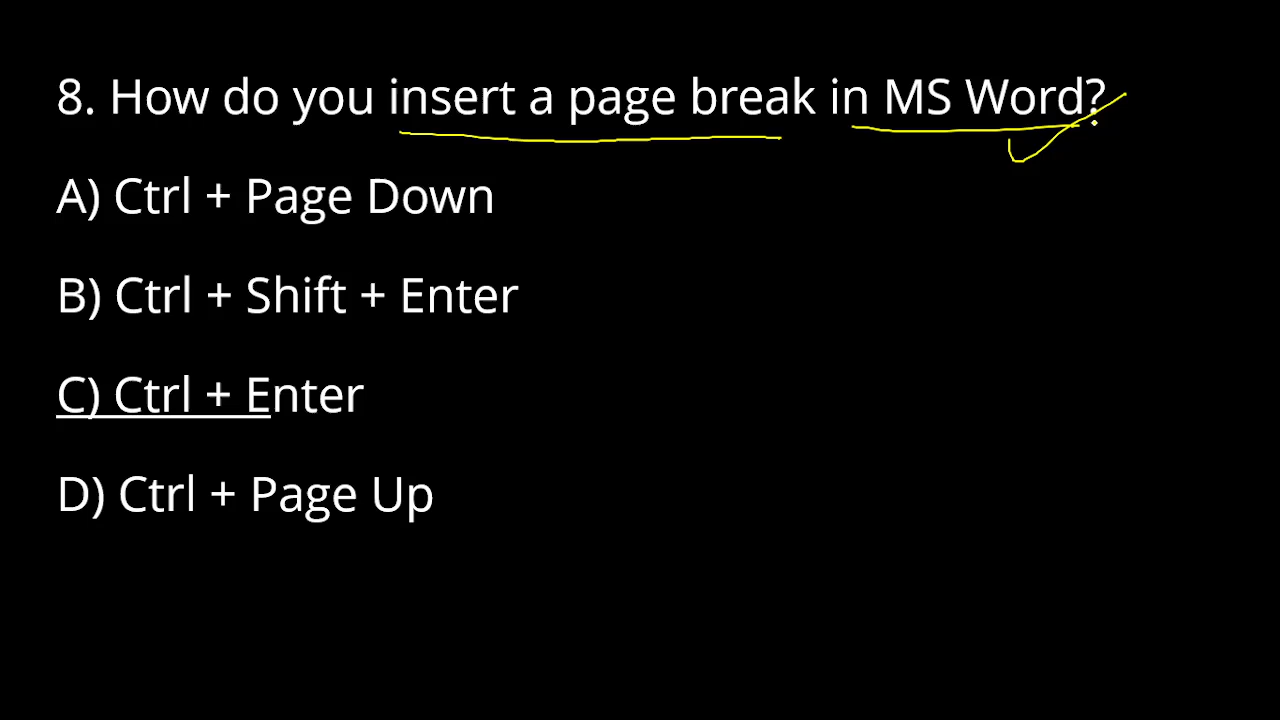 8. How do you insert a page break in MS Word?
A) Ctrl + Page Down
B) Ctrl + Shift + Enter
C) Ctrl + Enter
D) Ctrl + Page Up